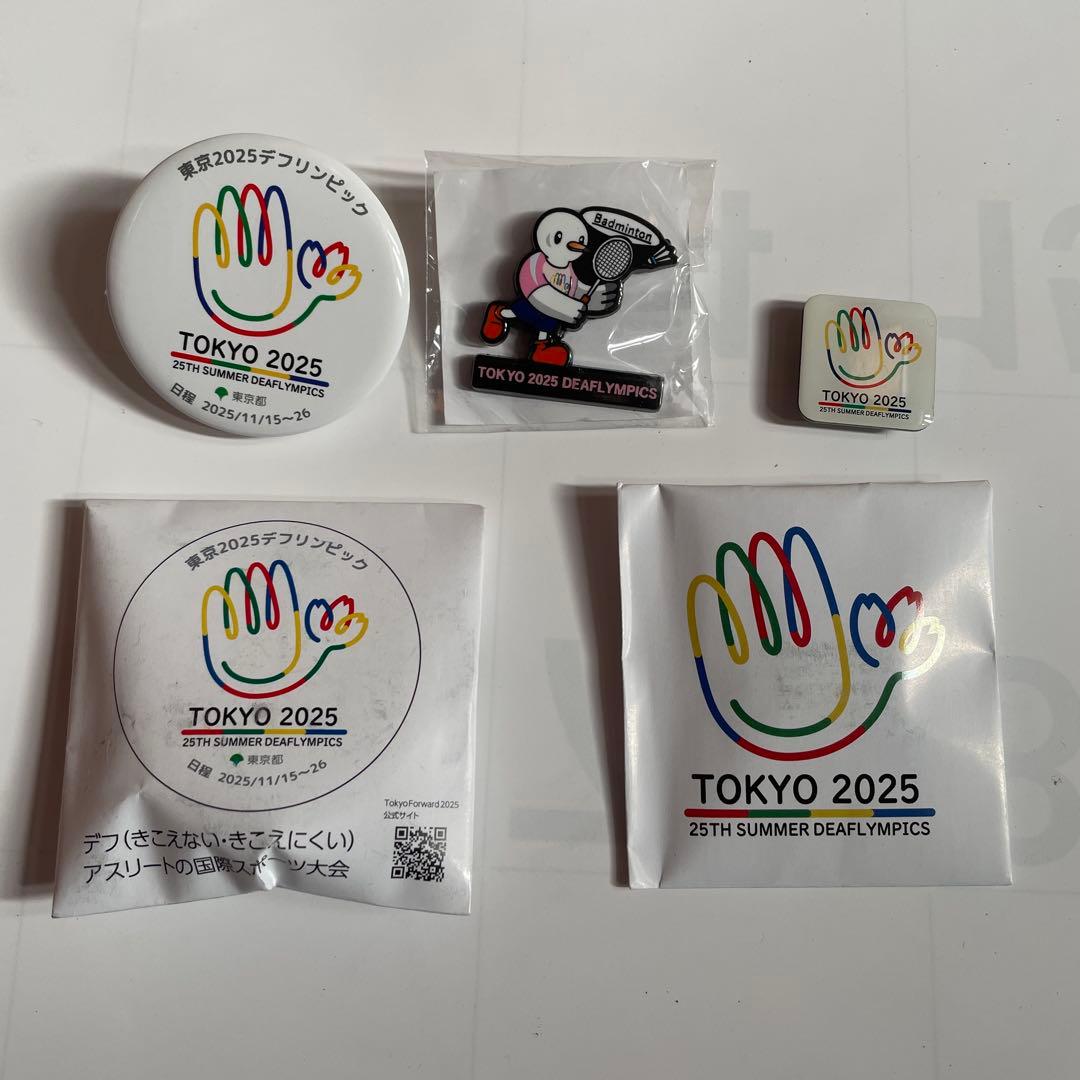 東京2025デフリンピック
TOKYO 2025
25TH SUMMER DEAFLYMPICS
東京都
日程 2025/11/15〜26
Badminton
TOKYO 2025 DEAFLYMPICS
TOKYO 2025
25TH SUMMER DEAFLYMPICS
東京2025デフリンピック
TOKYO 2025
25TH SUMMER DEAFLYMPICS
東京都
日程 2025/11/15〜26
Tokyo Forward 2025
公式サイト
デフ(きこえない・きこえにくい)
アスリートの国際スポーツ大会
TOKYO 2025
25TH SUMMER DEAFLYMPICS